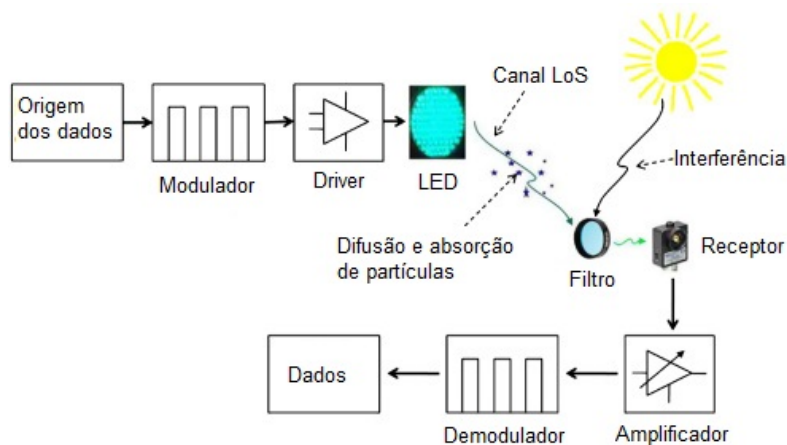 Origem
dos dados
Modulador
Driver
LED
Canal LoS
Interferência
Difusão e absorção
de partículas
Filtro
Receptor
Dados
Demodulador
Amplificador